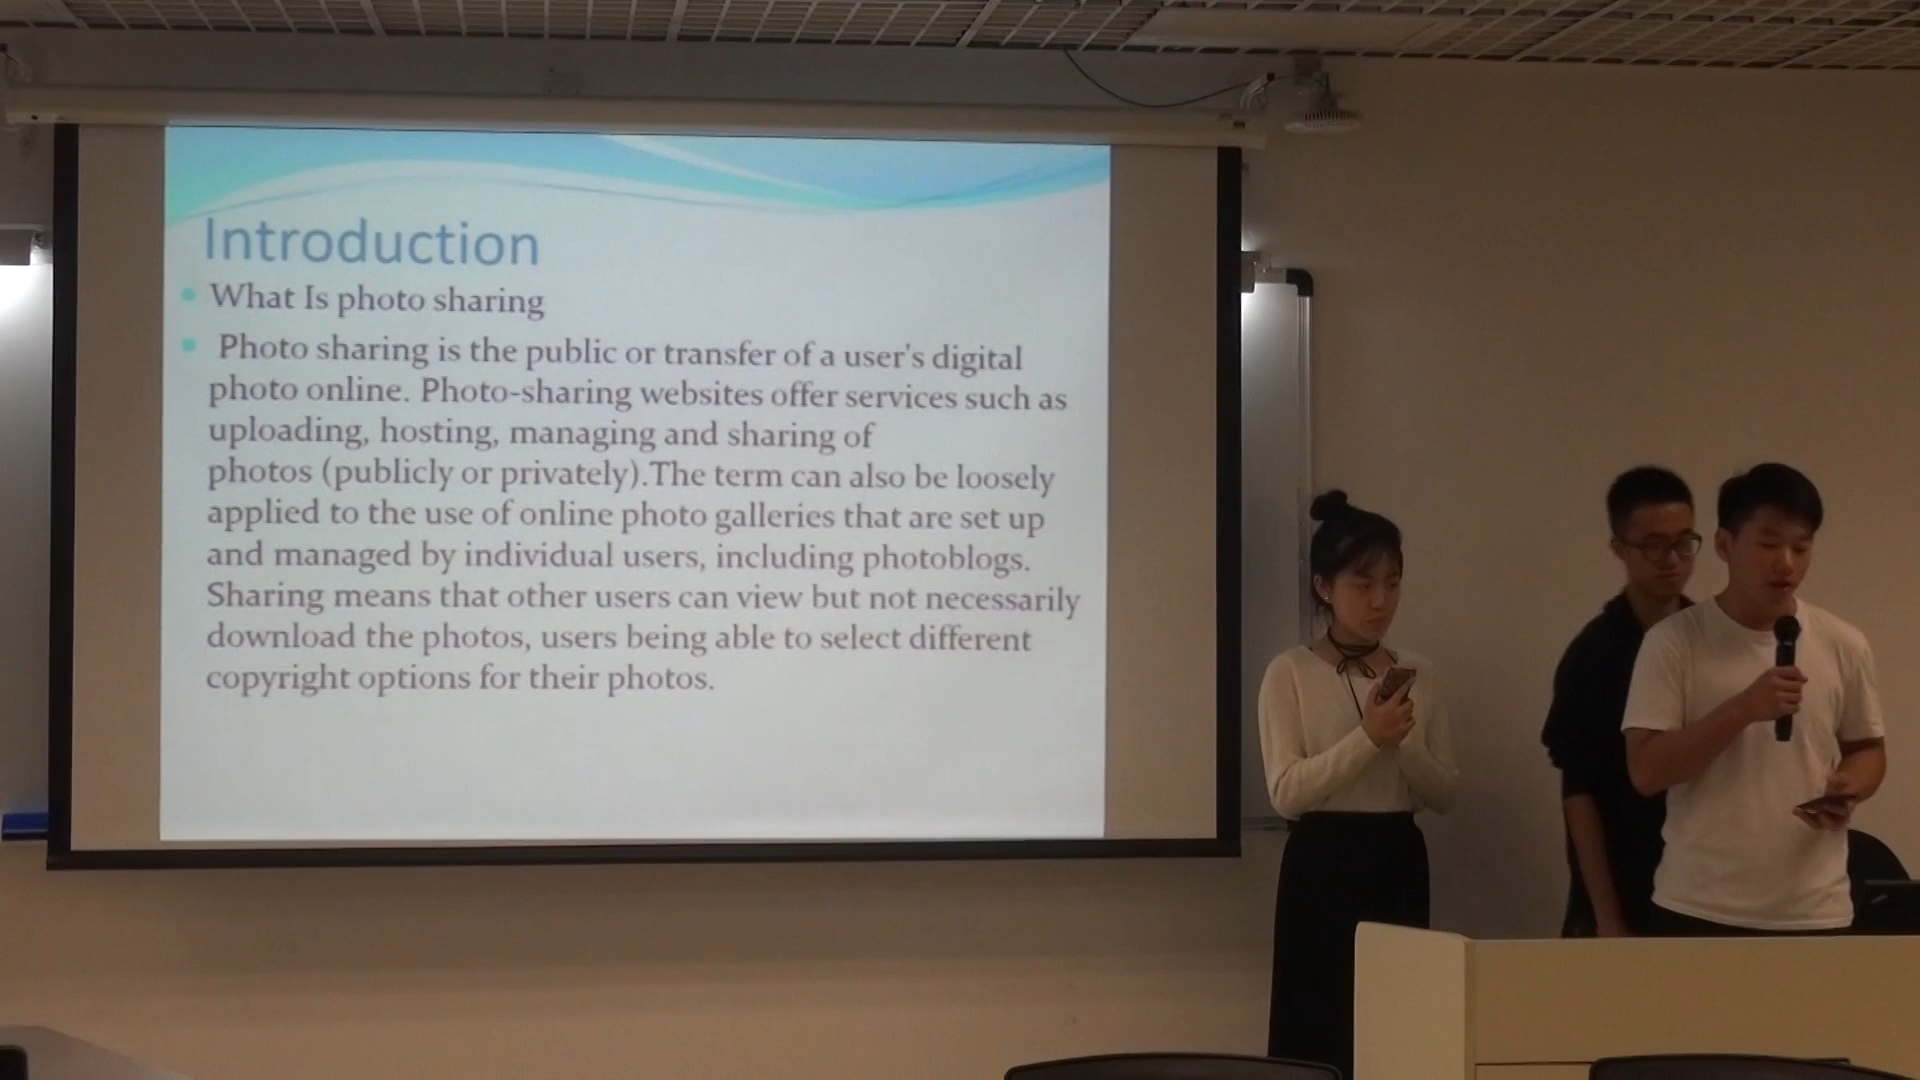 Introduction
What Is photo sharing
Photo sharing is the public or transfer of a user's digital
photo online. Photo-sharing websites offer services such as
uploading, hosting, managing and sharing of
photos (publicly or privately).The term can also be loosely
applied to the use of online photo galleries that are set up
and managed by individual users, including photoblogs.
Sharing means that other users can view but not necessarily
download the photos, users being able to select different
copyright options for their photos.